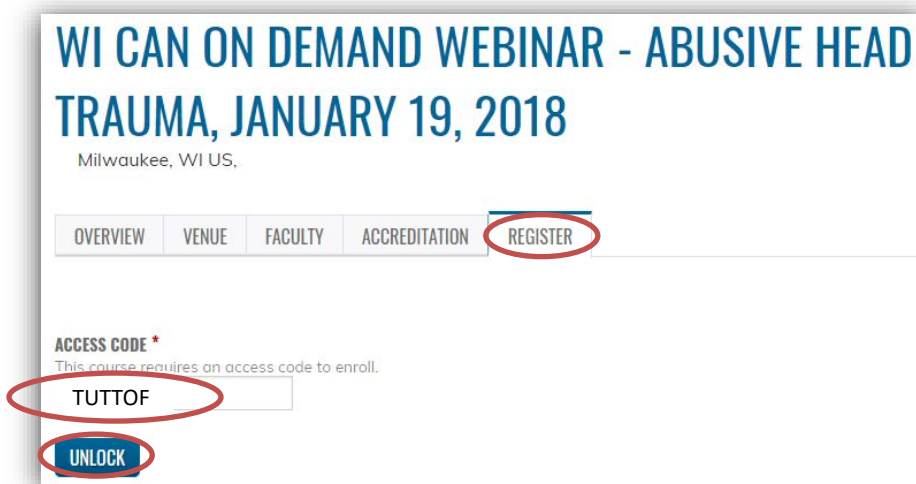 WI CAN ON DEMAND WEBINAR - ABUSIVE HEAD
TRAUMA, JANUARY 19, 2018
Milwaukee, WI US,
OVERVIEW VENUE FACULTY ACCREDITATION REGISTER
ACCESS CODE *
This course requires an access code to enroll.
TUTTOF
UNLOCK